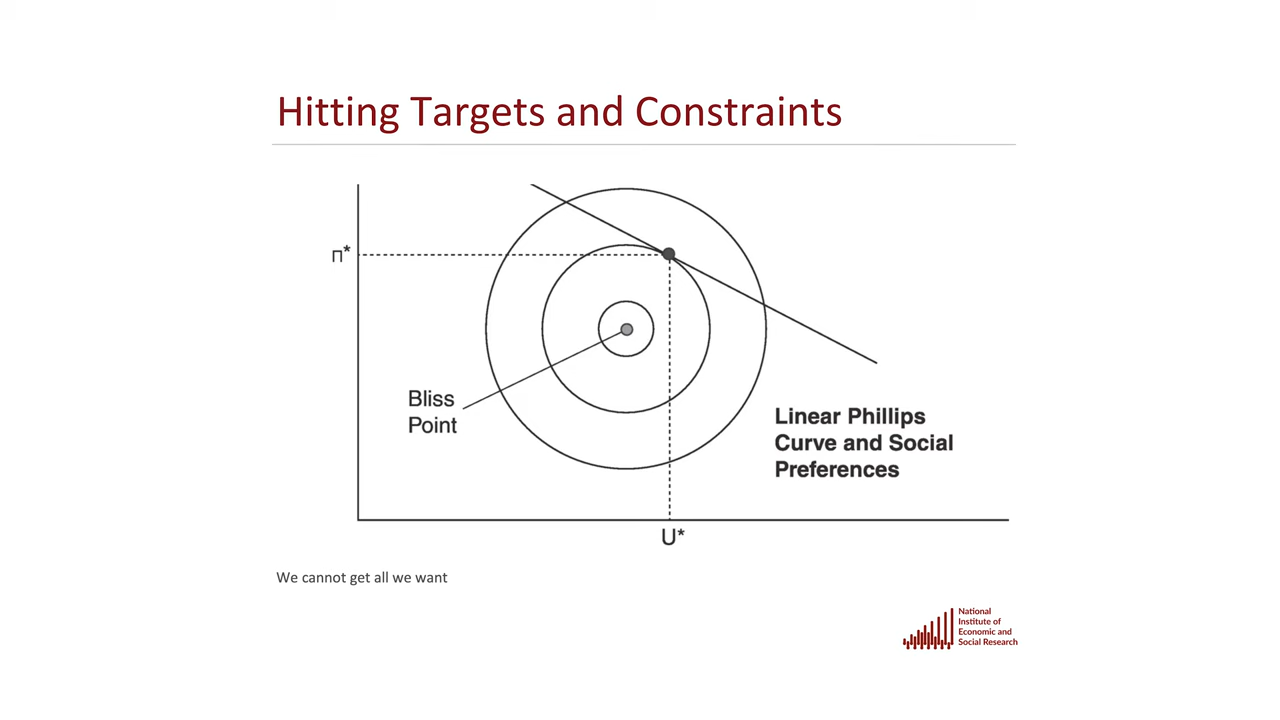 Hitting Targets and Constraints
п*
Bliss
Point
Linear Phillips
Curve and Social
Preferences
U*
We cannot get all we want
National
Institute of
Economic and
Social Research